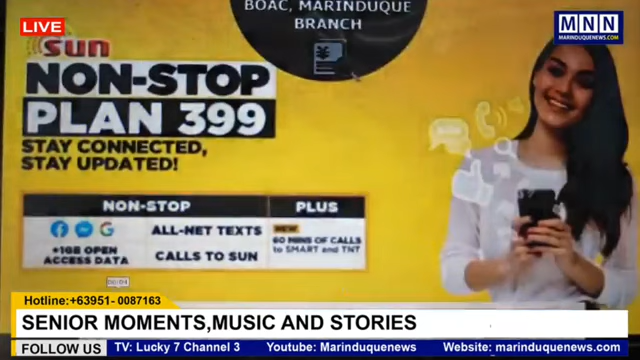 LIVE
BOAC, MARINDUQUE
BRANCH
MNN
MARINDUQUENEWS.COM
sun
NON-STOP
PLAN 399
STAY CONNECTED,
STAY UPDATED!
NON-STOP
PLUS
ALL-NET TEXTS
NEW
60 MINS OF CALLS
to SMART and TNT
+1GB OPEN
ACCESS DATA
CALLS TO SUN
00:04
Hotline:+63951- 0087163
SENIOR MOMENTS,MUSIC AND STORIES
FOLLOW US
TV: Lucky 7 Channel 3
Youtube: Marinduquenews
Website: marinduquenews.com